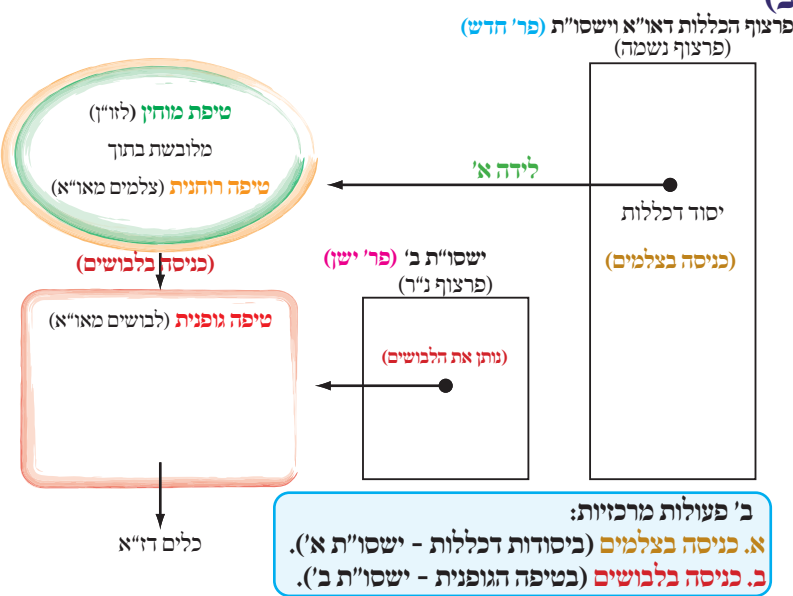 ב)
פרצוף הכללות דאו״א וישסו״ת (פר׳ חדש)
(פרצוף נשמה)
טיפת מוחין (לזו״ן)
מלובשת בתוך
טיפה רוחנית (צלמים מאו״א)
לידה א׳
יסוד דכללות
(כניסה בצלמים)
ישסו״ת ב׳ (פר׳ ישן)
(פרצוף נ״ר)
(כניסה בלבושים)
טיפה גופנית (לבושים מאו״א)
(נותן את הלבושים)
כלים דז״א
ב׳ פעולות מרכזיות:
א. כניסה בצלמים (ביסודות דכללות - ישסו״ת א׳).
ב. כניסה בלבושים (בטיפה הגופנית - ישסו״ת ב׳).